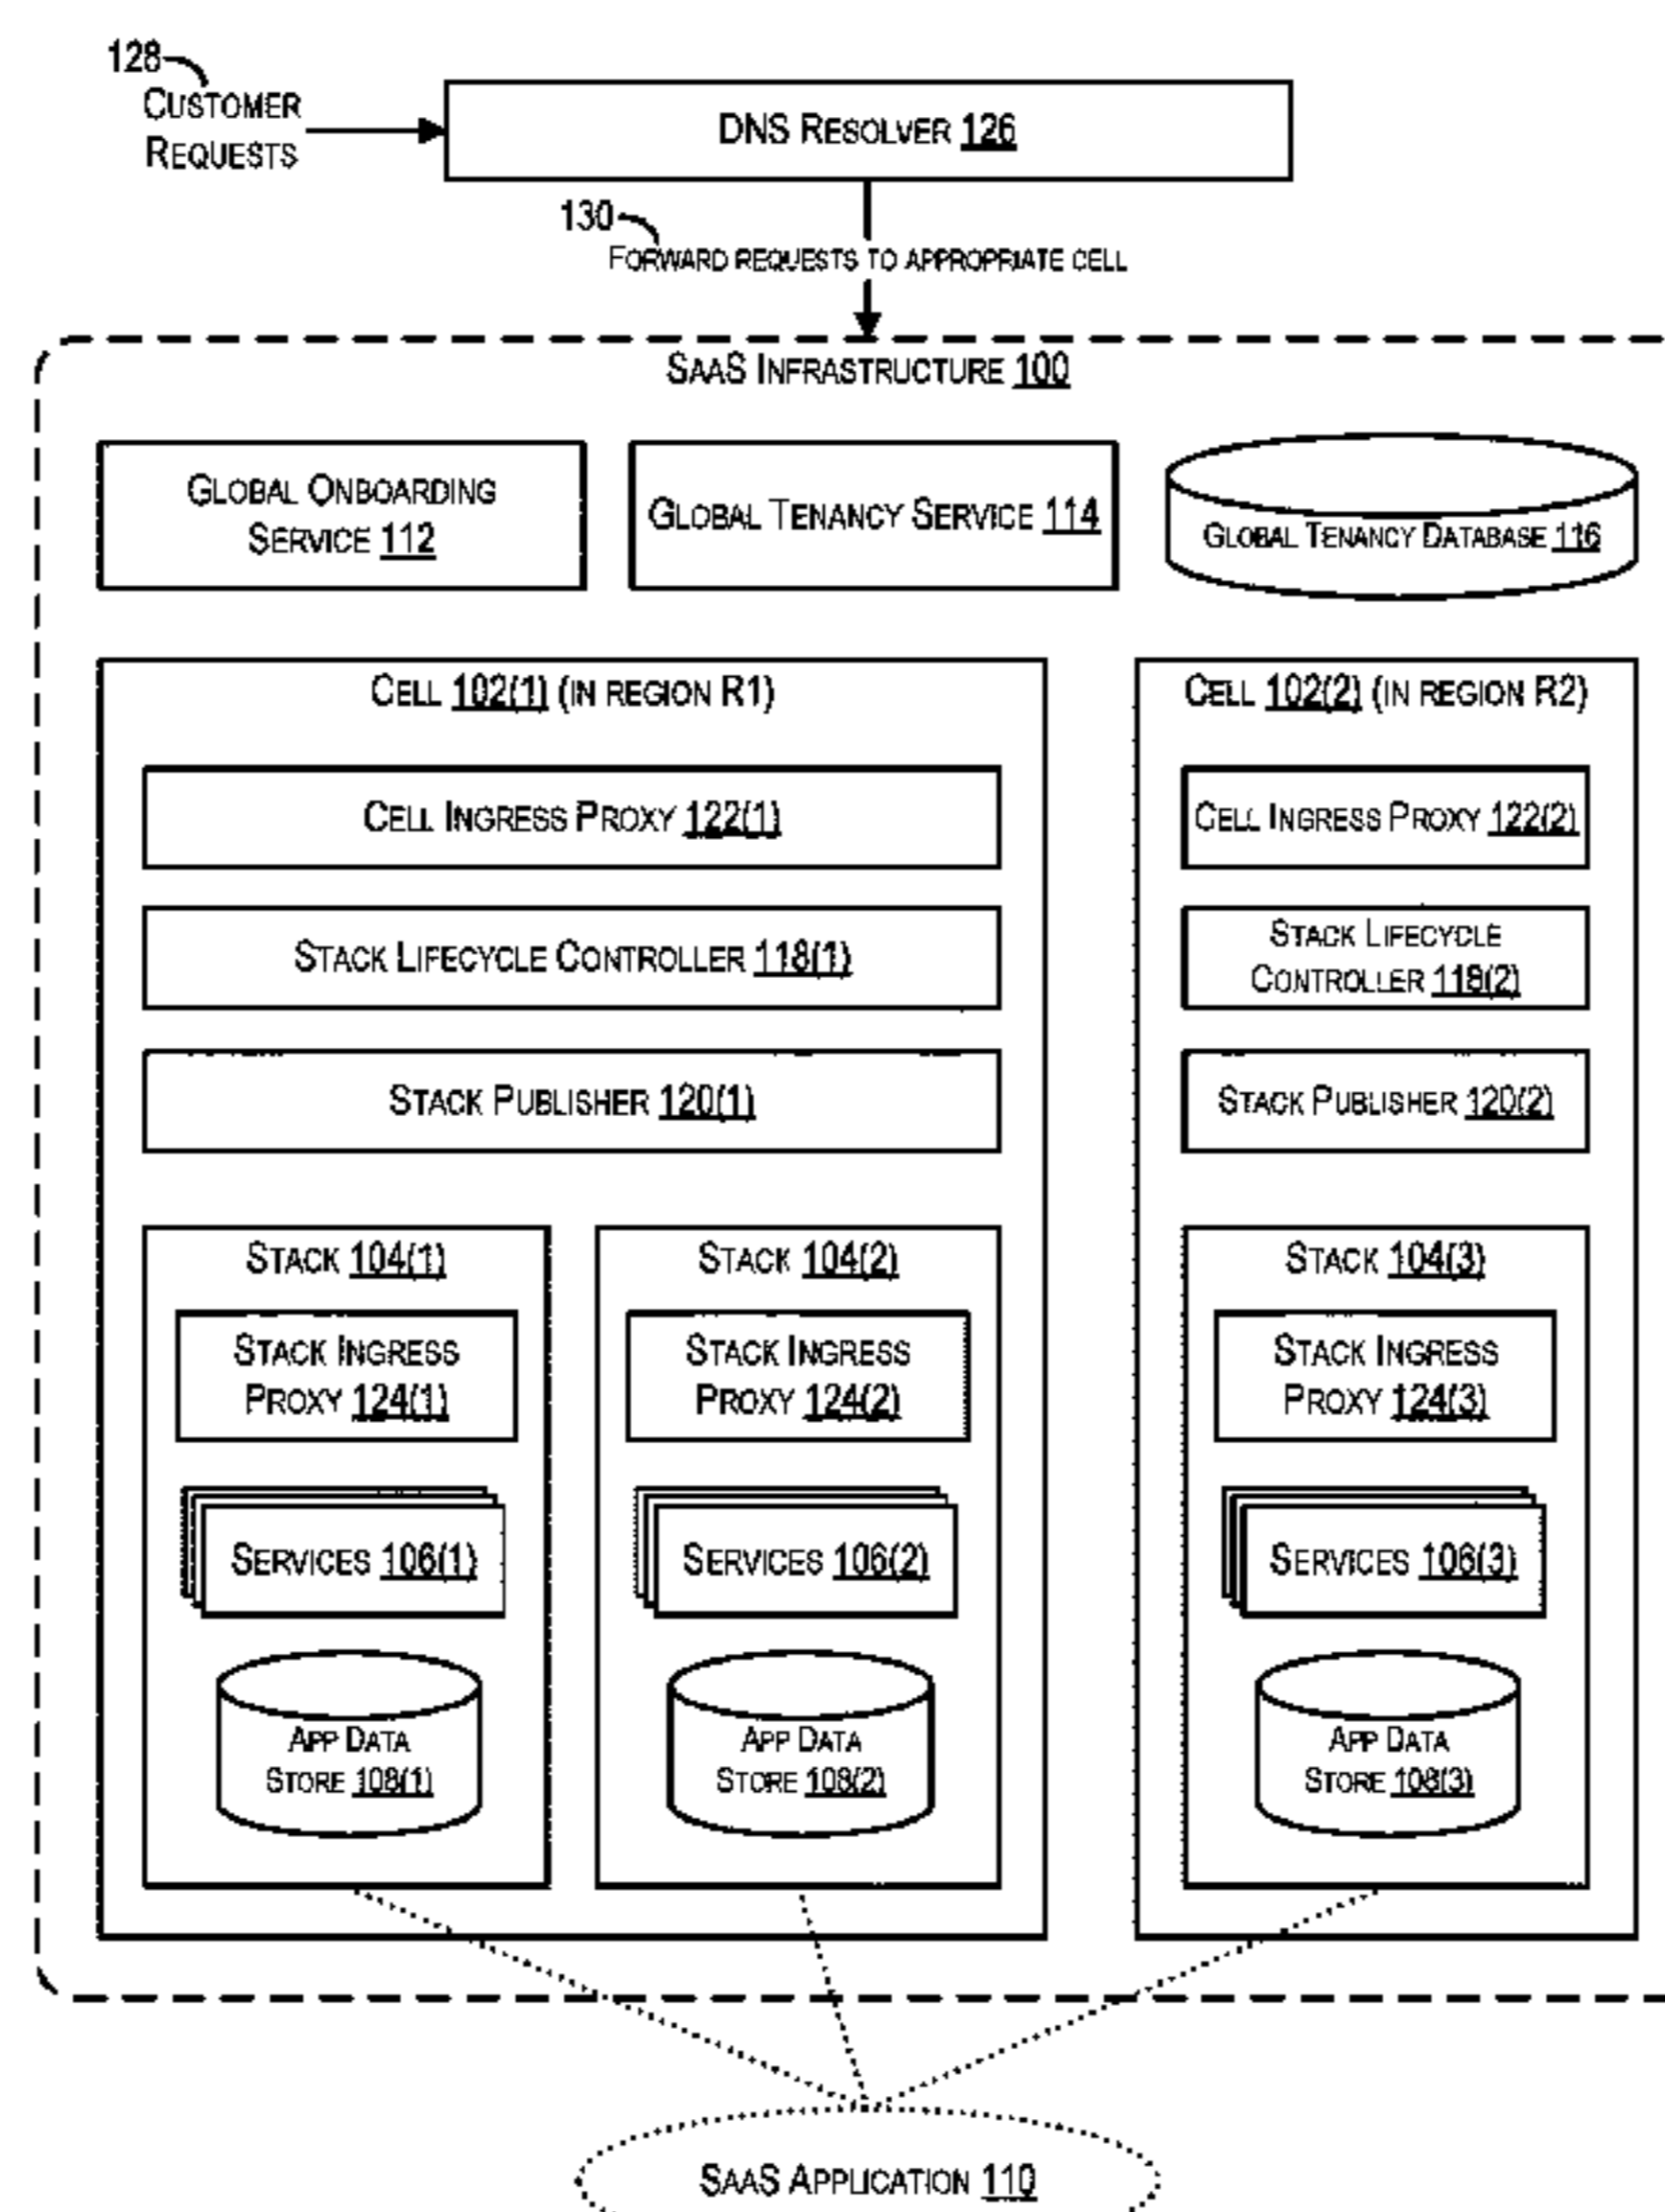 128
CUSTOMER
REQUESTS
DNS RESOLVER 126
130
FORWARD REQUESTS TO APPROPRIATE CELL
SAAS INFRASTRUCTURE 100
GLOBAL ONBOARDING
SERVICE 112
GLOBAL TENANCY SERVICE 114
GLOBAL TENANCY DATABASE 116
CELL 102(1) (IN REGION R1)
CELL INGRESS PROXY 122(1)
STACK LIFECYCLE CONTROLLER 118(1)
STACK PUBLISHER 120(1)
STACK 104(1)
STACK INGRESS
PROXY 124(1)
SERVICES 106(1)
APP DATA
STORE 108(1)
STACK 104(2)
STACK INGRESS
PROXY 124(2)
SERVICES 106(2)
APP DATA
STORE 108(2)
CELL 102(2) (IN REGION R2)
CELL INGRESS PROXY 122(2)
STACK LIFECYCLE
CONTROLLER 118(2)
STACK PUBLISHER 120(2)
STACK 104(3)
STACK INGRESS
PROXY 124(3)
SERVICES 106(3)
APP DATA
STORE 108(3)
SAAS APPLICATION 110